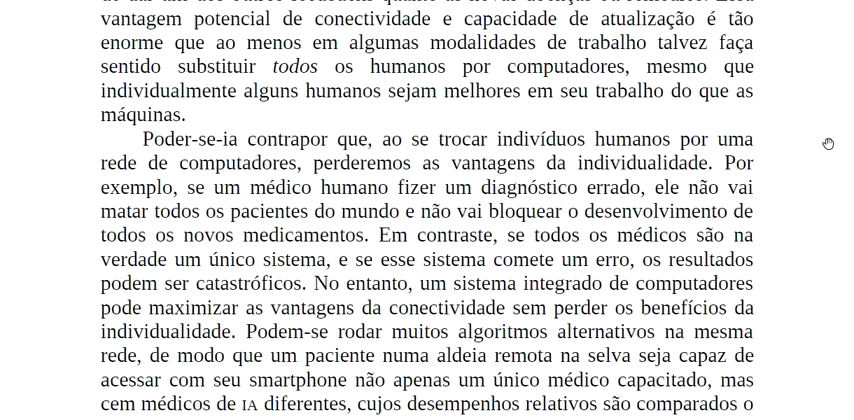 vantagem potencial de conectividade e capacidade de atualização é tão
enorme que ao menos em algumas modalidades de trabalho talvez faça
sentido substituir todos os humanos por computadores, mesmo que
individualmente alguns humanos sejam melhores em seu trabalho do que as
máquinas.
Poder-se-ia contrapor que, ao se trocar indivíduos humanos por uma
rede de computadores, perderemos as vantagens da individualidade. Por
exemplo, se um médico humano fizer um diagnóstico errado, ele não vai
matar todos os pacientes do mundo e não vai bloquear o desenvolvimento de
todos os novos medicamentos. Em contraste, se todos os médicos são na
verdade um único sistema, e se esse sistema comete um erro, os resultados
podem ser catastróficos. No entanto, um sistema integrado de computadores
pode maximizar as vantagens da conectividade sem perder os benefícios da
individualidade. Podem-se rodar muitos algoritmos alternativos na mesma
rede, de modo que um paciente numa aldeia remota na selva seja capaz de
acessar com seu smartphone não apenas um único médico capacitado, mas
cem médicos de IA diferentes, cujos desempenhos relativos são comparados o